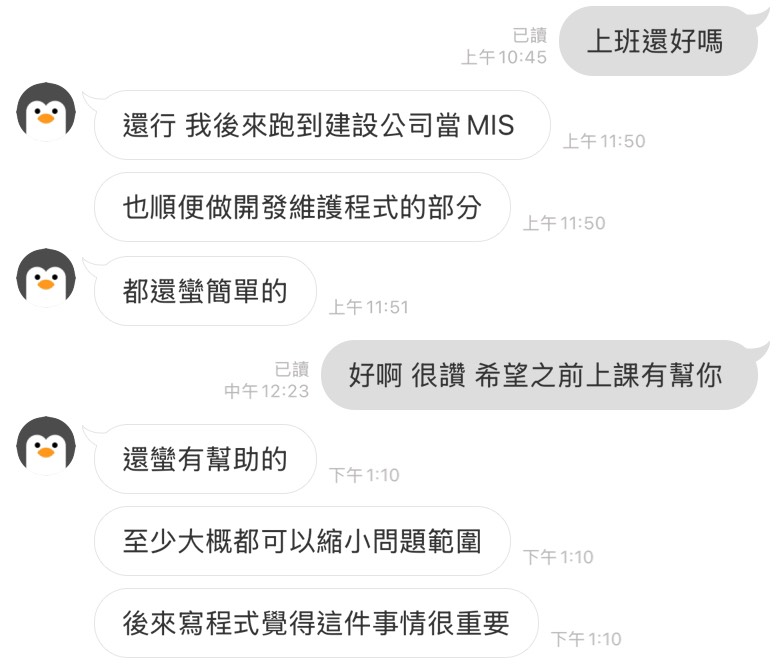 已讀
上午10:45
上班還好嗎
還行 我後來跑到建設公司當MIS
上午11:50
也順便做開發維護程式的部分
上午11:50
都還蠻簡單的
上午11:51
已讀
中午12:23
好啊 很讚 希望之前上課有幫你
還蠻有幫助的
下午1:10
至少大概都可以縮小問題範圍
下午1:10
後來寫程式覺得這件事情很重要
下午1:10